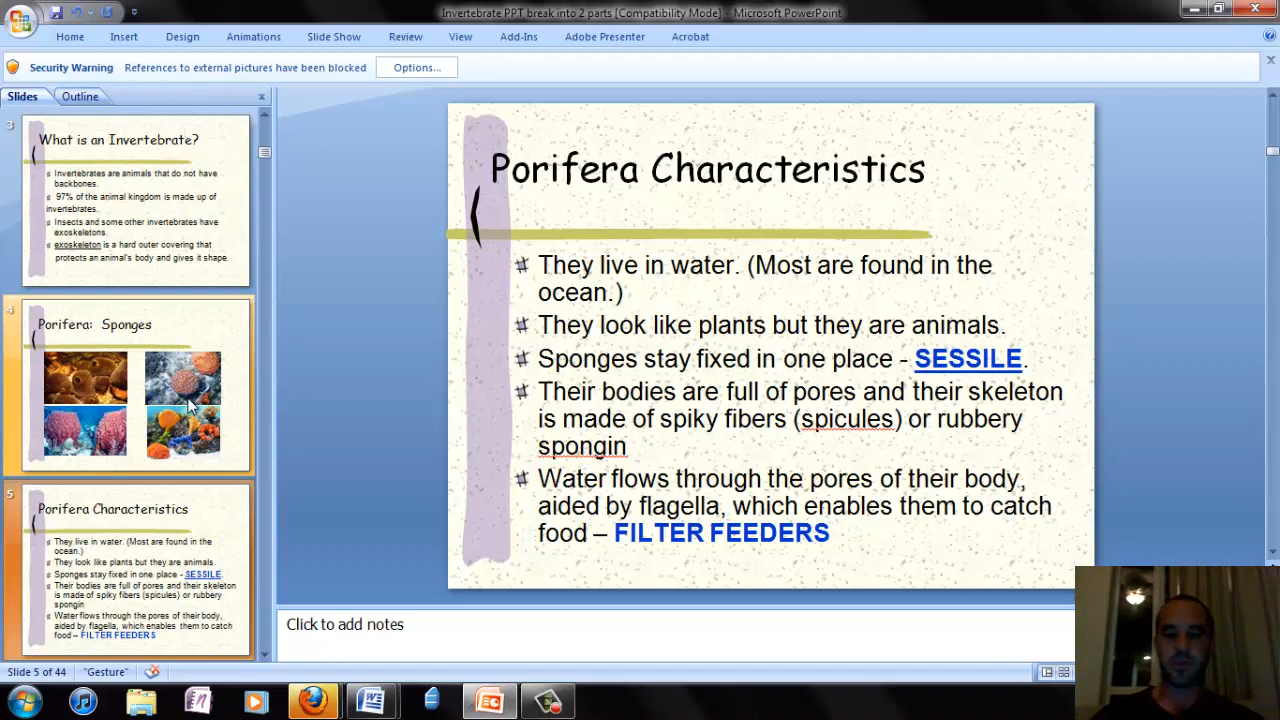 Invertebrate PPT break into 2 parts [Compatibility Mode] - Microsoft PowerPoint
Home Insert Design Animations Slide Show Review View Add-Ins Adobe Presenter Acrobat
Security Warning References to external pictures have been blocked Options...
Slides Outline
3
What is an Invertebrate?
Invertebrates are animals that do not have
backbones.
97% of the animal kingdom is made up of
invertebrates.
Insects and some other invertebrates have
exoskeletons.
exoskeleton is a hard outer covering that
protects an animal's body and gives it shape.
4
Porifera: Sponges
5
Porifera Characteristics
They live in water. (Most are found in the
ocean.)
They look like plants but they are animals.
Sponges stay fixed in one place - SESSILE.
Their bodies are full of pores and their skeleton
is made of spiky fibers (spicules) or rubbery
spongin
Water flows through the pores of their body,
aided by flagella, which enables them to catch
food – FILTER FEEDERS
Porifera Characteristics
They live in water. (Most are found in the
ocean.)
They look like plants but they are animals.
Sponges stay fixed in one place - SESSILE.
Their bodies are full of pores and their skeleton
is made of spiky fibers (spicules) or rubbery
spongin
Water flows through the pores of their body,
aided by flagella, which enables them to catch
food – FILTER FEEDERS
Click to add notes
Slide 5 of 44 "Gesture"